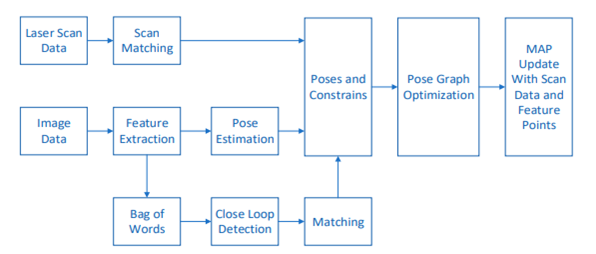 Laser Scan
Data
Scan
Matching
Image
Data
Feature
Extraction
Pose
Estimation
Bag of
Words
Close Loop
Detection
Matching
Poses and
Constrains
Pose Graph
Optimization
MAP
Update
With Scan
Data and
Feature
Points